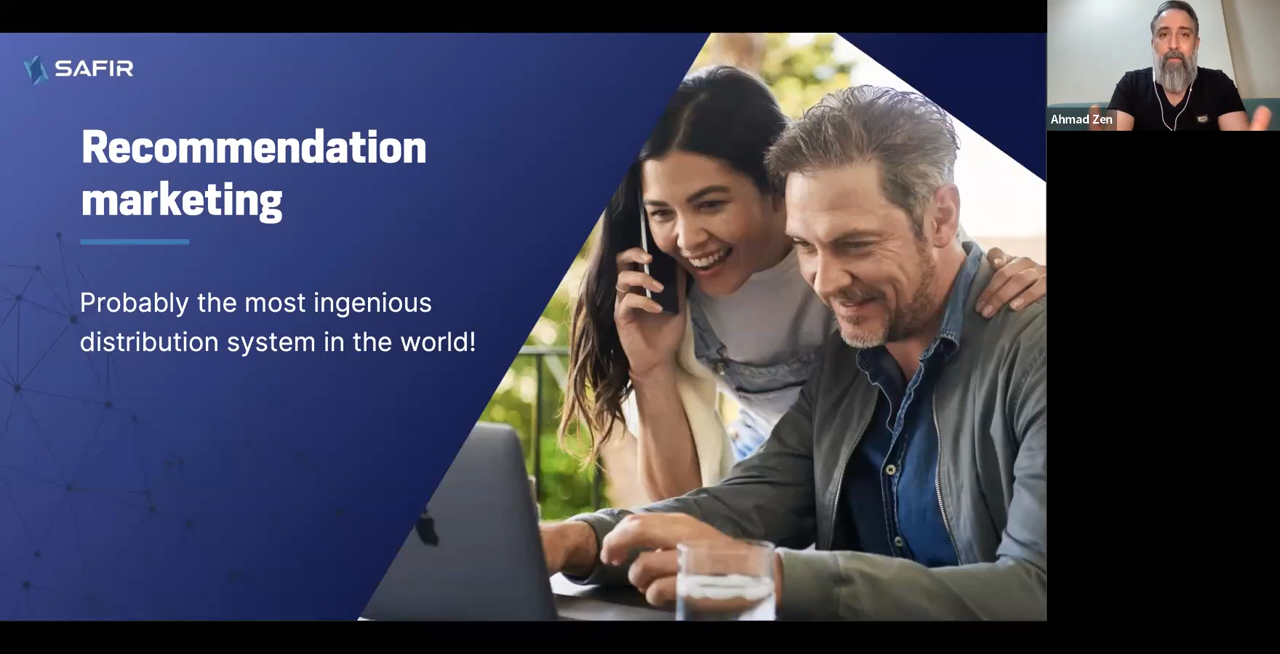 SAFIR
Recommendation
marketing
Probably the most ingenious
distribution system in the world!
Ahmad Zen